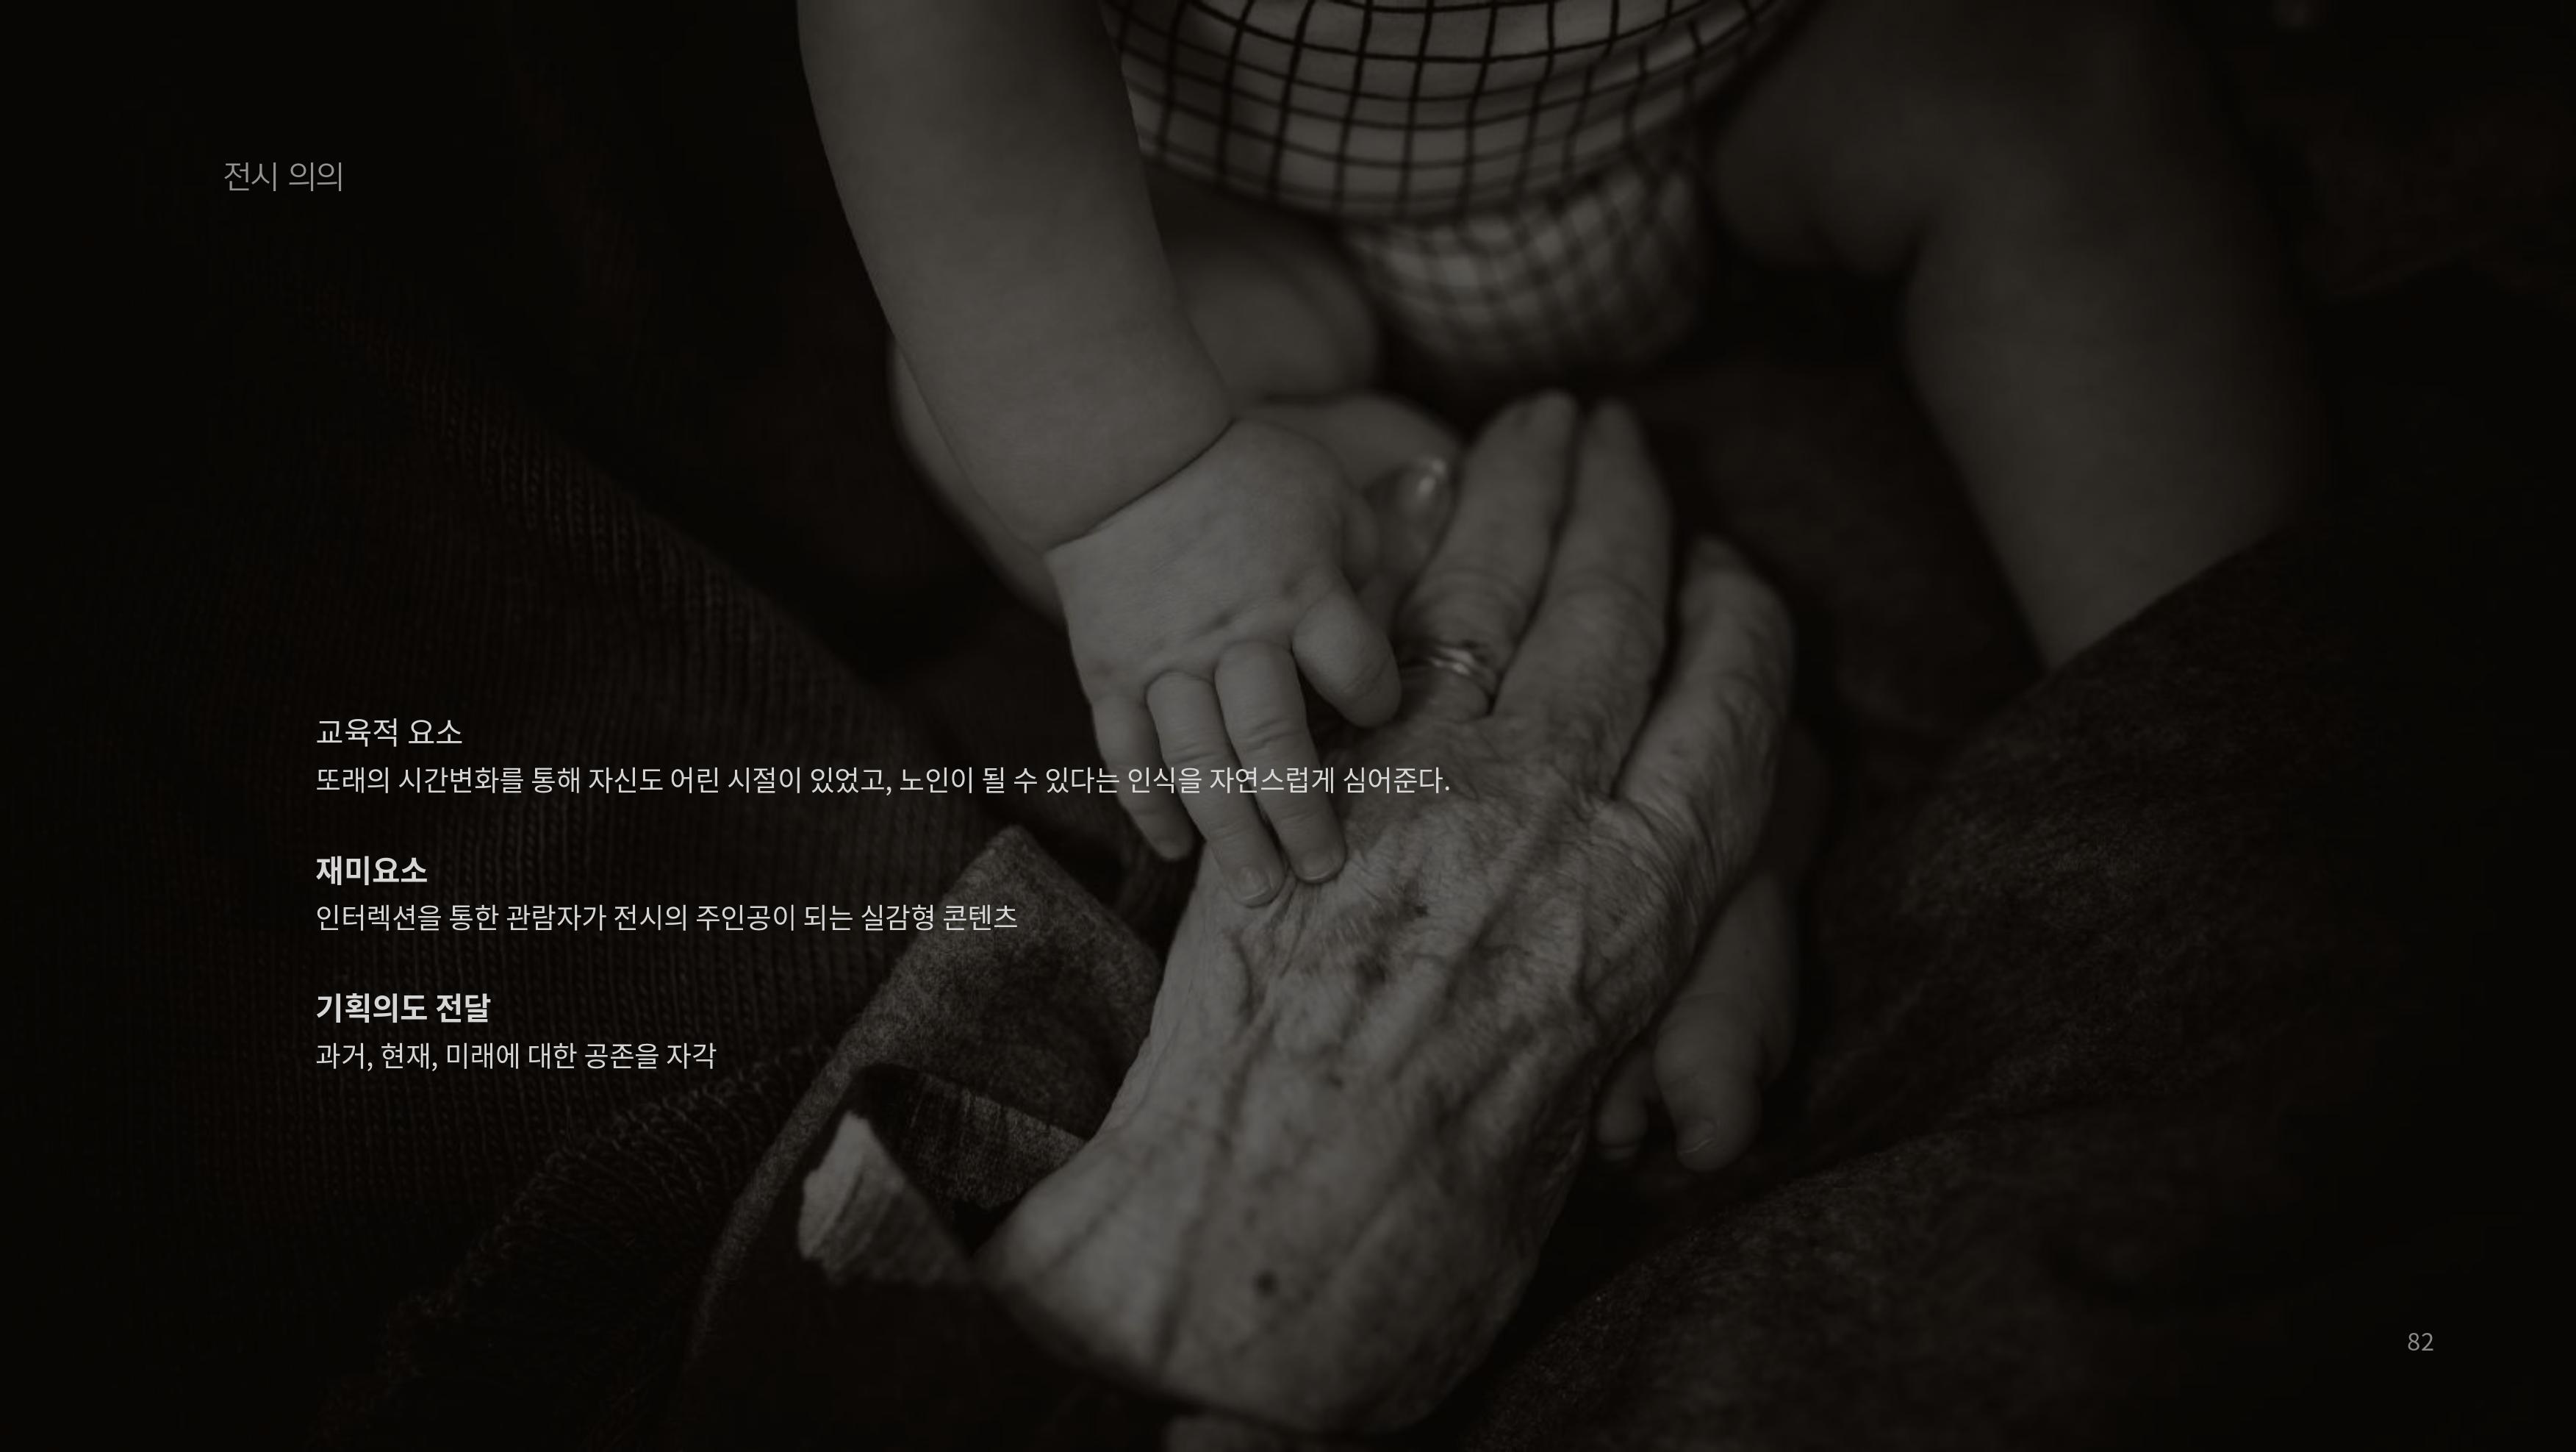 전시 의의
교육적 요소
또래의 시간변화를 통해 자신도 어린 시절이 있었고, 노인이 될 수 있다는 인식을 자연스럽게 심어준다.
재미요소
인터렉션을 통한 관람자가 전시의 주인공이 되는 실감형 콘텐츠
기획의도 전달
과거, 현재, 미래에 대한 공존을 자각
82